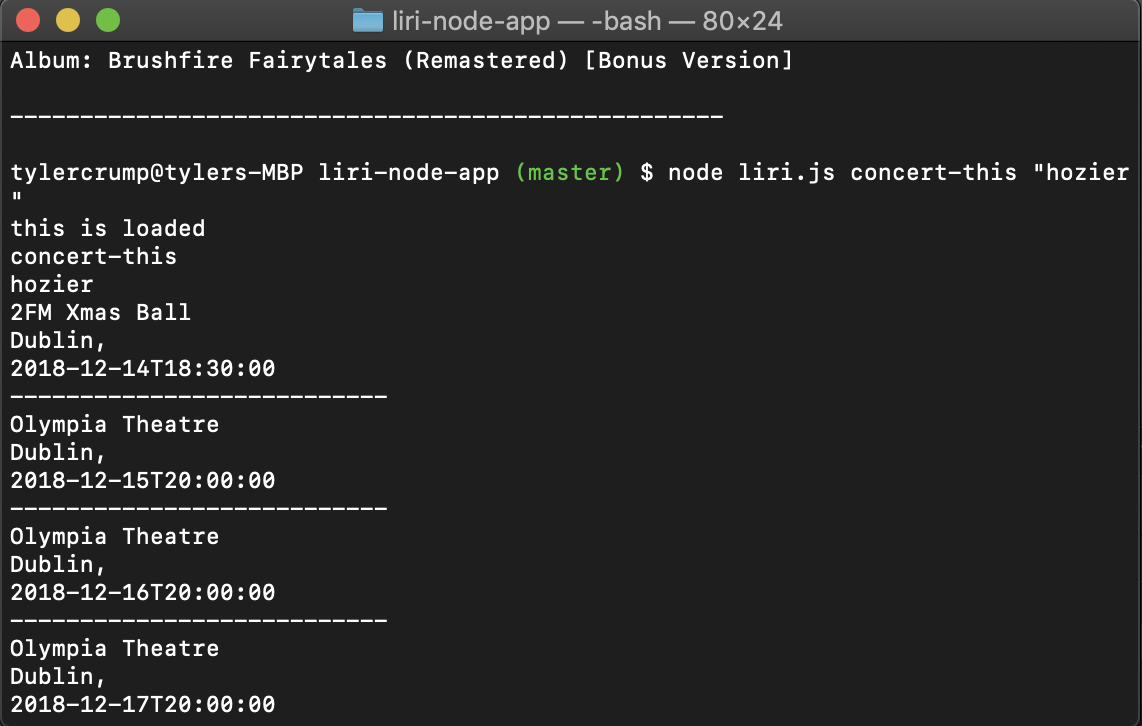 liri-node-app — -bash — 80×24
Album: Brushfire Fairytales (Remastered) [Bonus Version]
---------------------------------------------------
tylercrump@tylers-MBP liri-node-app (master) $ node liri.js concert-this "hozier
"
this is loaded
concert-this
hozier
2FM Xmas Ball
Dublin,
2018-12-14T18:30:00
---------------------------
Olympia Theatre
Dublin,
2018-12-15T20:00:00
---------------------------
Olympia Theatre
Dublin,
2018-12-16T20:00:00
---------------------------
Olympia Theatre
Dublin,
2018-12-17T20:00:00